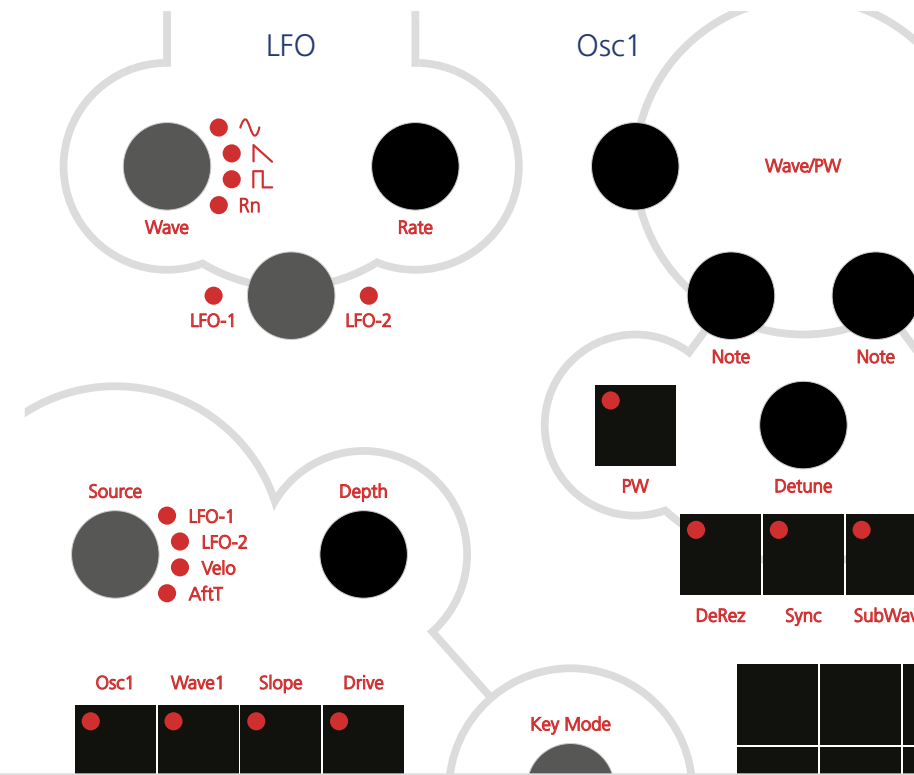 LFO
Osc1
Wave/PW
Rn
Wave
Rate
LFO-1
LFO-2
Note
Note
PW
Detune
Source
Depth
LFO-1
LFO-2
Velo
AftT
DeRez
Sync
SubWav
Osc1
Wave1
Slope
Drive
Key Mode